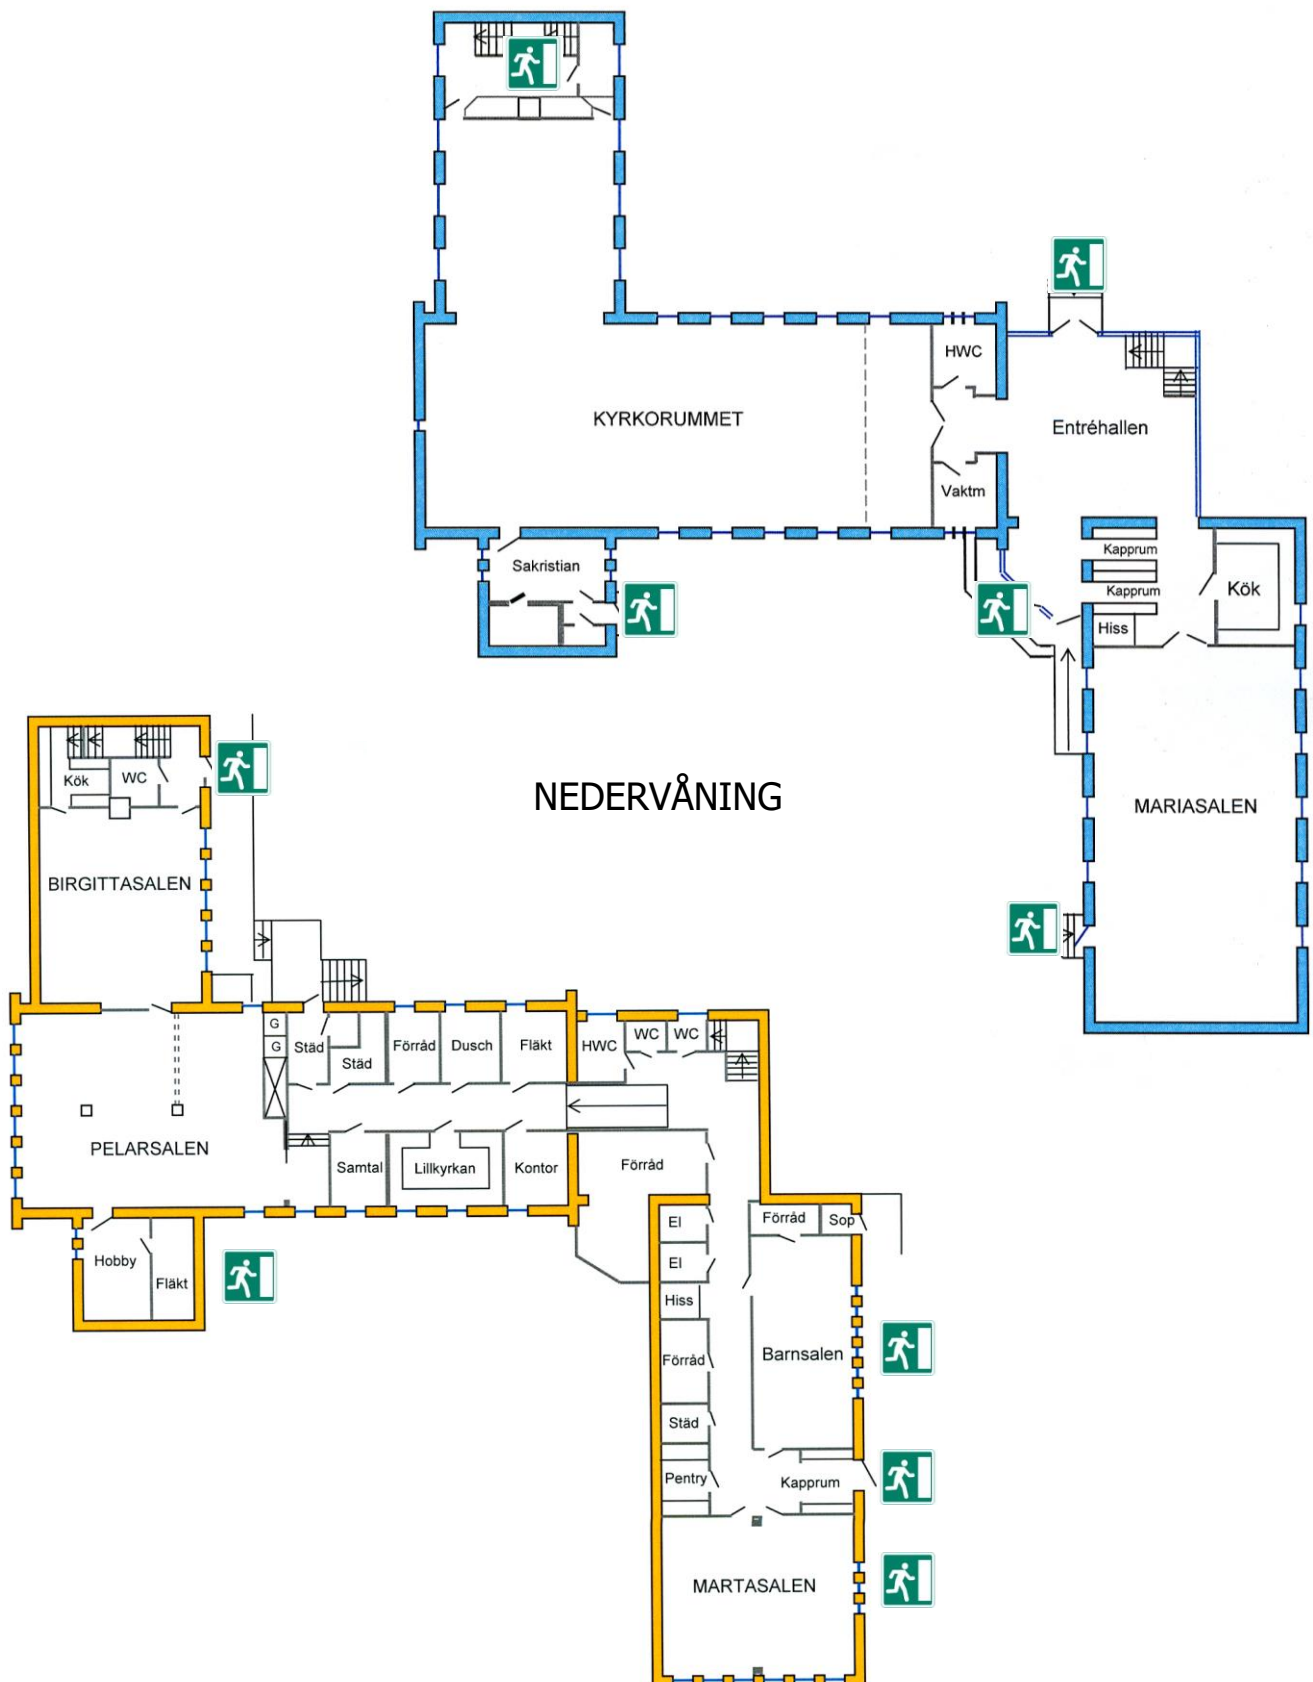 HWC
KYRKORUMMET
Entréhallen
Vaktm
Kapprum
Sakristian
Kapprum
Kök
Hiss
NEDERVÅNING
MARIASALEN
Kök
WC
BIRGITTASALEN
G
G
Städ
Städ
Förråd
Dusch
Fläkt
HWC
WC
WC
PELARSALEN
Samtal
Lillkyrkan
Kontor
Förråd
Hobby
Fläkt
El
El
Hiss
Förråd
Sop
Förråd
Barnsalen
Städ
Pentry
Kapprum
MARTASALEN